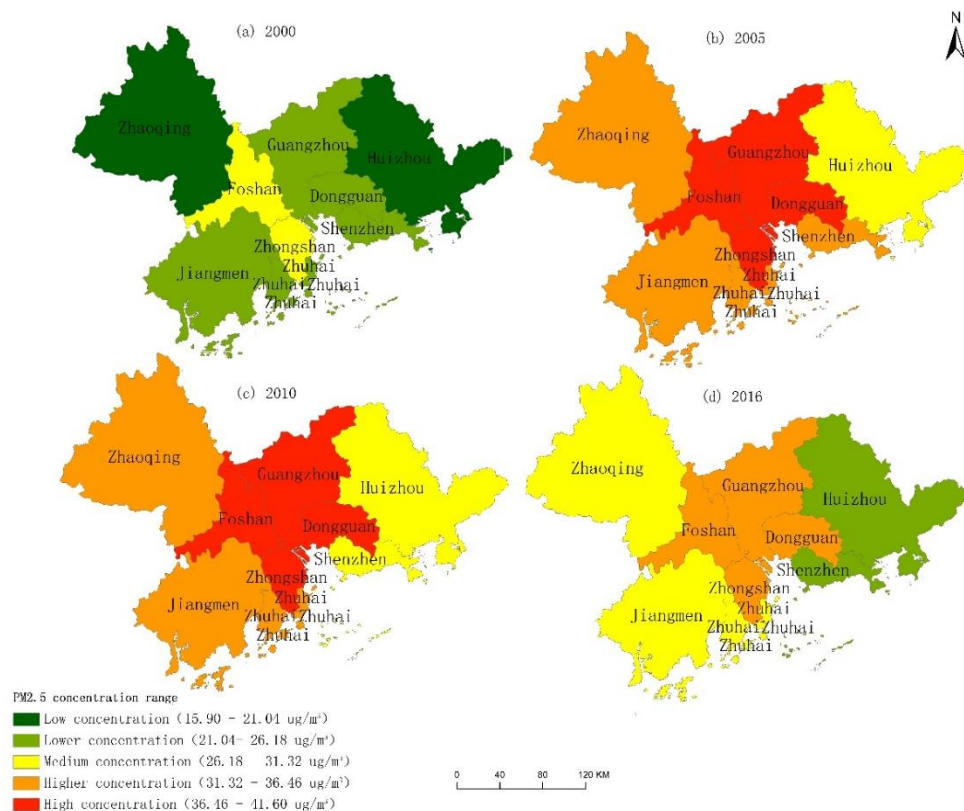 (a) 2000
Zhaoqing
Guangzhou
Huizhou
Foshan
Dongguan
Shenzhen
Zhongshan
Jiangmen
Zhuhai
Zhuhai
Zhuhai
Zhuhai
N
(b) 2005
Zhaoqing
Guangzhou
Huizhou
Foshan
Dongguan
Shenzhen
Zhongshan
Jiangmen
Zhuhai
Zhuhai
Zhuhai
Zhuhai
(c) 2010
Zhaoqing
Guangzhou
Huizhou
Foshan
Dongguan
Shenzhen
Zhongshan
Jiangmen
Zhuhai
Zhuhai
Zhuhai
Zhuhai
(d) 2016
Zhaoqing
Guangzhou
Huizhou
Foshan
Dongguan
Shenzhen
Zhongshan
Jiangmen
Zhuhai
Zhuhai
Zhuhai
Zhuhai
PM2.5 concentration range
Low concentration (15.90 - 21.04 ug/m³)
Lower concentration (21.04- 26.18 ug/m³)
Medium concentration (26.18 31.32 ug/m³)
Higher concentration (31.32 - 36.46 ug/m³)
High concentration (36.46 - 41.60 ug/m³)
0 40 80 120 KM